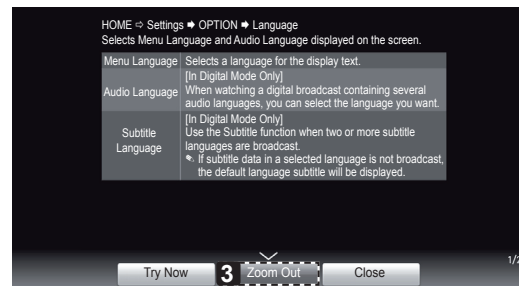 HOME ⇨ Settings ➡ OPTION ➡ Language
Selects Menu Language and Audio Language displayed on the screen.
Menu Language Selects a language for the display text.
Audio Language
[In Digital Mode Only]
When watching a digital broadcast containing several
audio languages, you can select the language you want.
Subtitle
Language
[In Digital Mode Only]
Use the Subtitle function when two or more subtitle
languages are broadcast.
If subtitle data in a selected language is not broadcast,
the default language subtitle will be displayed.
1/2
Try Now 3 Zoom Out Close